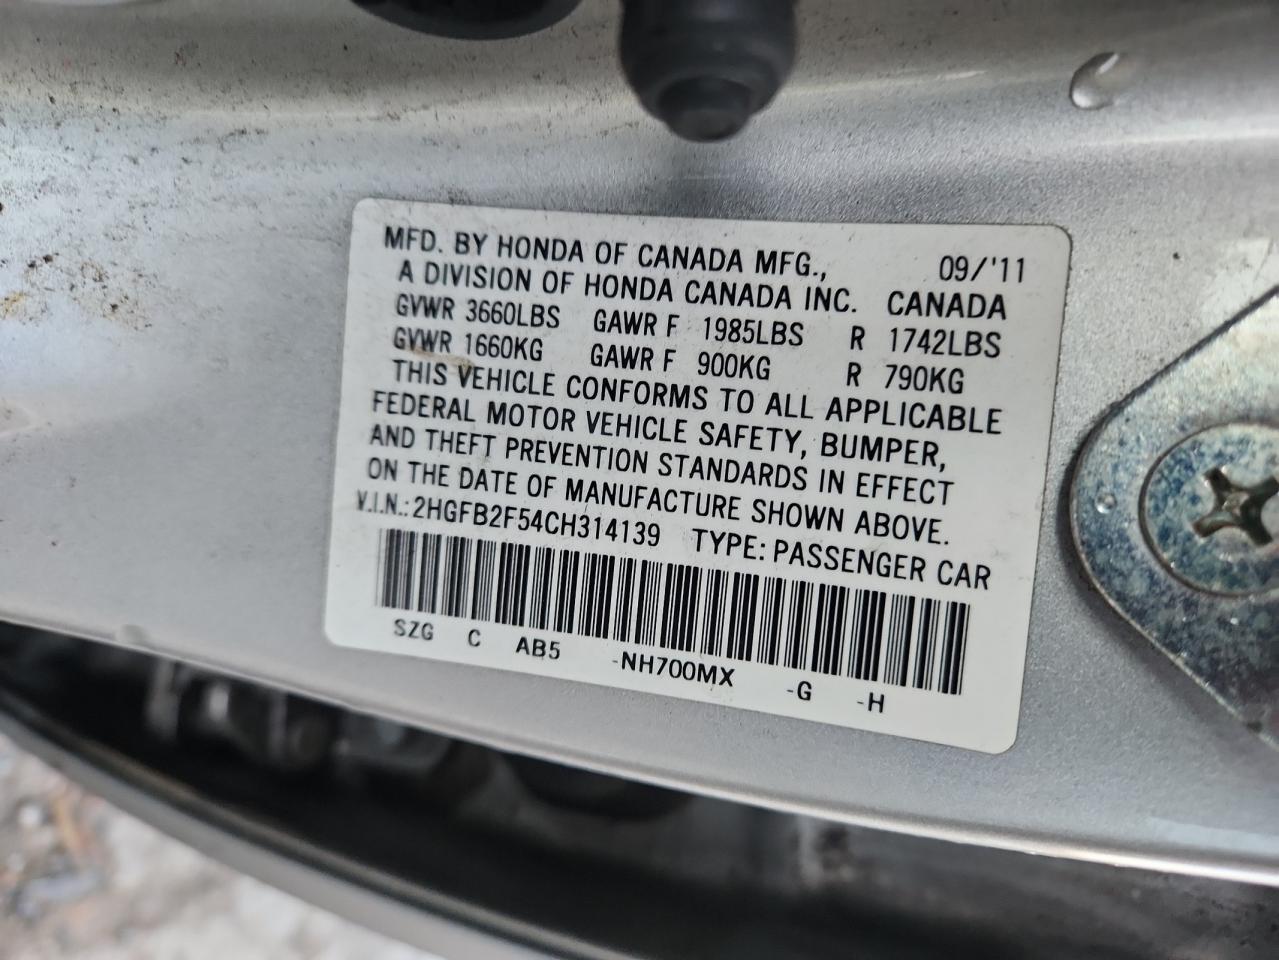 MFD. BY HONDA OF CANADA MFG., 09/'11
A DIVISION OF HONDA CANADA INC. CANADA
GVWR 3660LBS GAWR F 1985LBS R 1742LBS
GVWR 1660KG GAWR F 900KG R 790KG
THIS VEHICLE CONFORMS TO ALL APPLICABLE
FEDERAL MOTOR VEHICLE SAFETY, BUMPER,
AND THEFT PREVENTION STANDARDS IN EFFECT
ON THE DATE OF MANUFACTURE SHOWN ABOVE.
V.I.N.: 2HGFB2F54CH314139 TYPE: PASSENGER CAR
SZG C AB5 -NH700MX -G -H